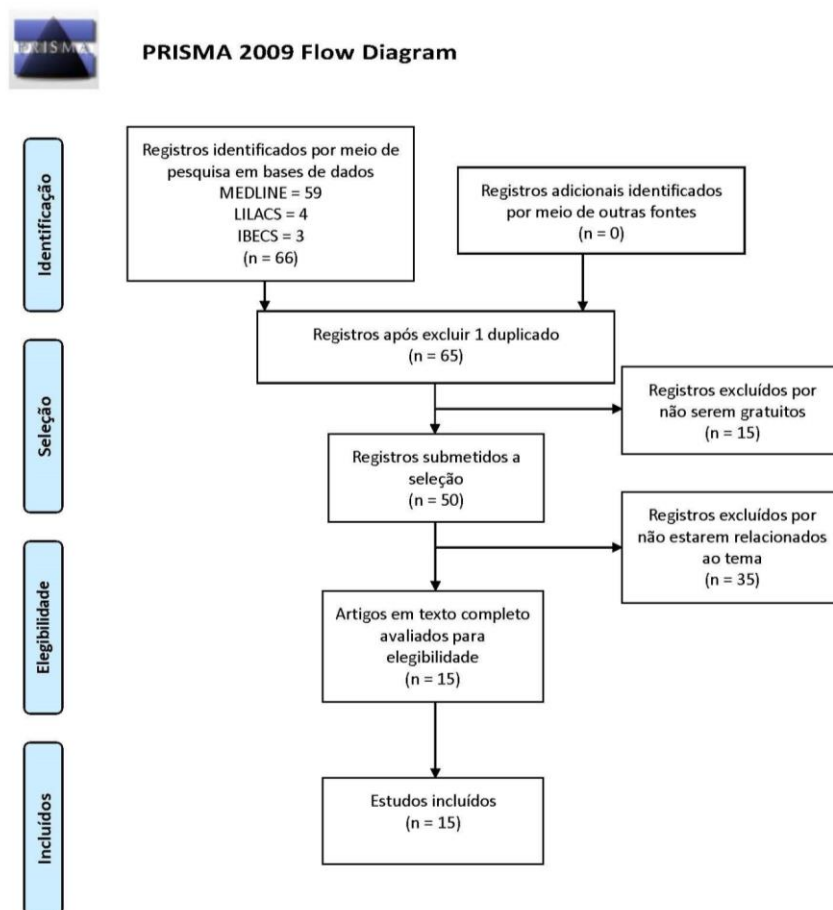 PRISMA
PRISMA 2009 Flow Diagram
Identificação
Registros identificados por meio de
pesquisa em bases de dados
MEDLINE = 59
LILACS = 4
IBECS = 3
(n = 66)
Registros adicionais identificados
por meio de outras fontes
(n = 0)
Seleção
Registros após excluir 1 duplicado
(n = 65)
Registros excluídos por
não serem gratuitos
(n = 15)
Registros submetidos a
seleção
(n = 50)
Registros excluídos por
não estarem relacionados
ao tema
(n = 35)
Elegibilidade
Artigos em texto completo
avaliados para
elegibilidade
(n = 15)
Incluídos
Estudos incluídos
(n = 15)